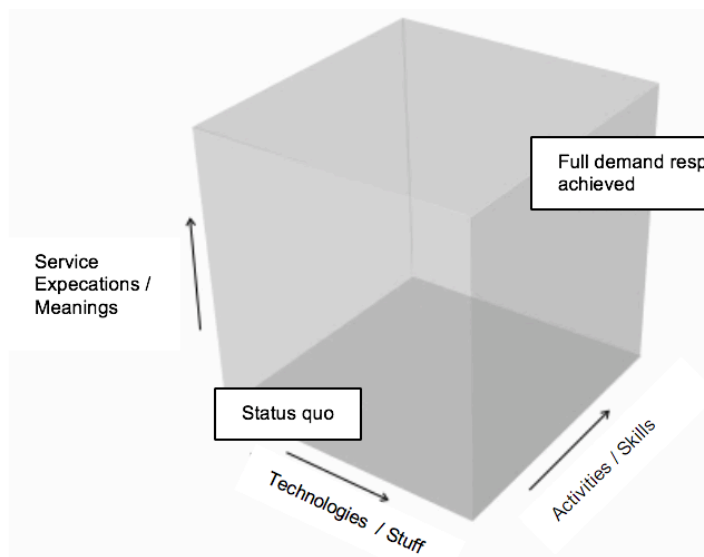 Full demand resp
achieved
Service
Expecations /
Meanings
Status quo
Technologies / Stuff
Activities / Skills